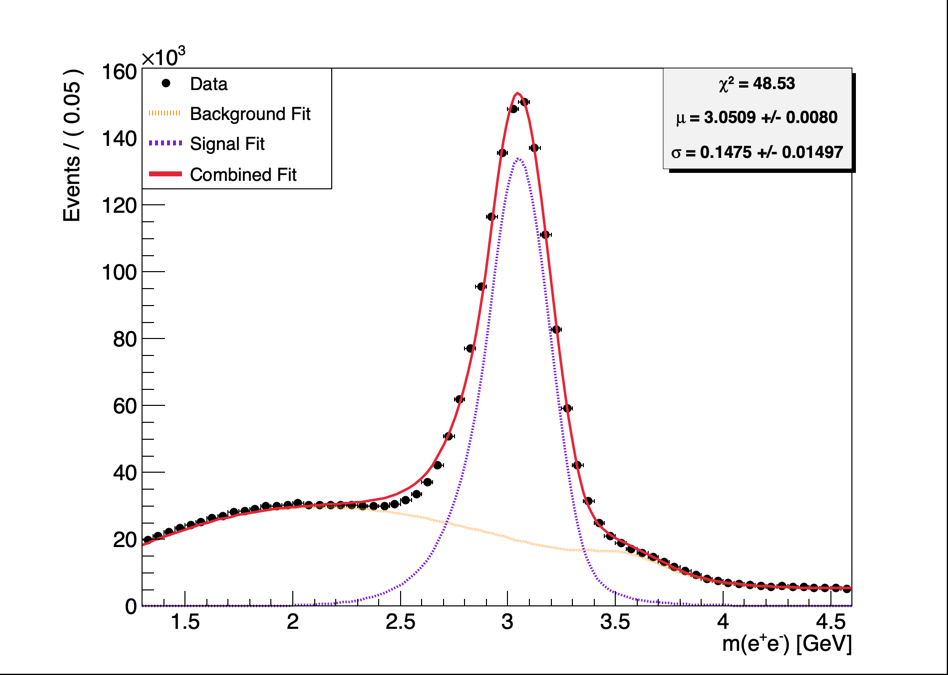 ×10³
Events / ( 0.05 )
160
140
120
100
80
60
40
20
0
Data
Background Fit
Signal Fit
Combined Fit
χ² = 48.53
μ = 3.0509 +/- 0.0080
σ = 0.1475 +/- 0.01497
1.5 2 2.5 3 3.5 4 4.5
m(e⁺e⁻) [GeV]